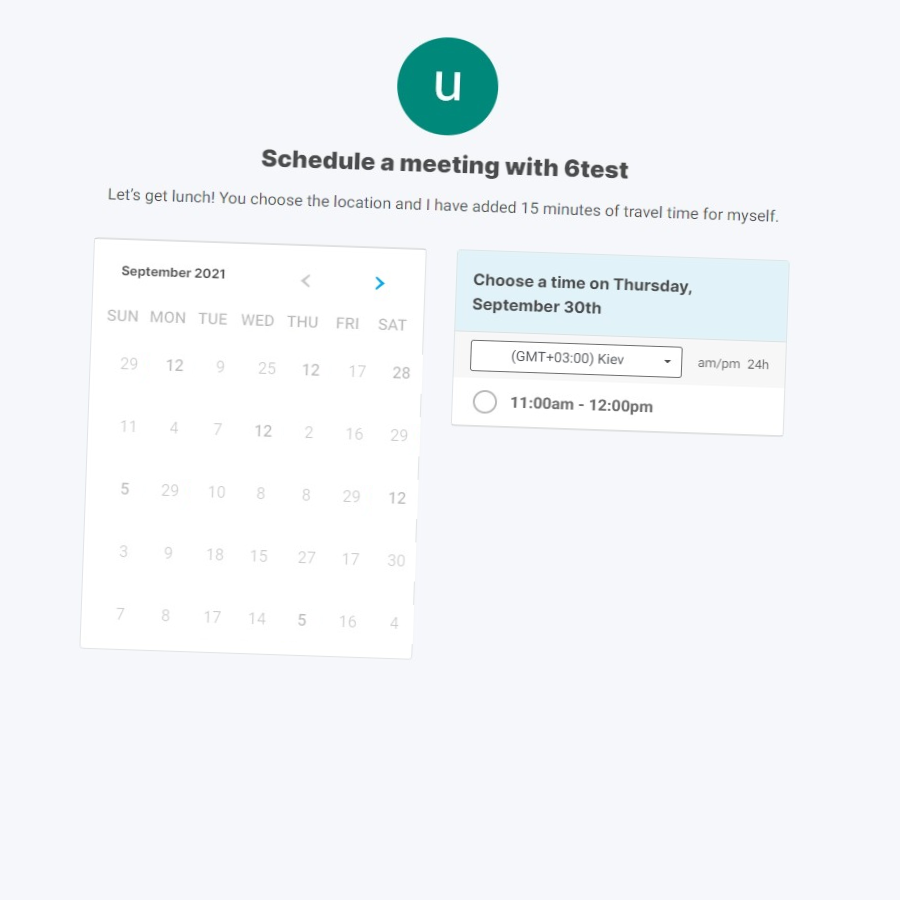 u
Schedule a meeting with 6test
Let's get lunch! You choose the location and I have added 15 minutes of travel time for myself.
September 2021
SUN MON TUE WED THU FRI SAT
29 12 9 25 12 17 28
11 4 7 12 2 16 29
5 29 10 8 8 29 12
3 9 18 15 27 17 30
7 8 17 14 5 16 4
Choose a time on Thursday,
September 30th
(GMT+03:00) Kiev am/pm 24h
11:00am - 12:00pm